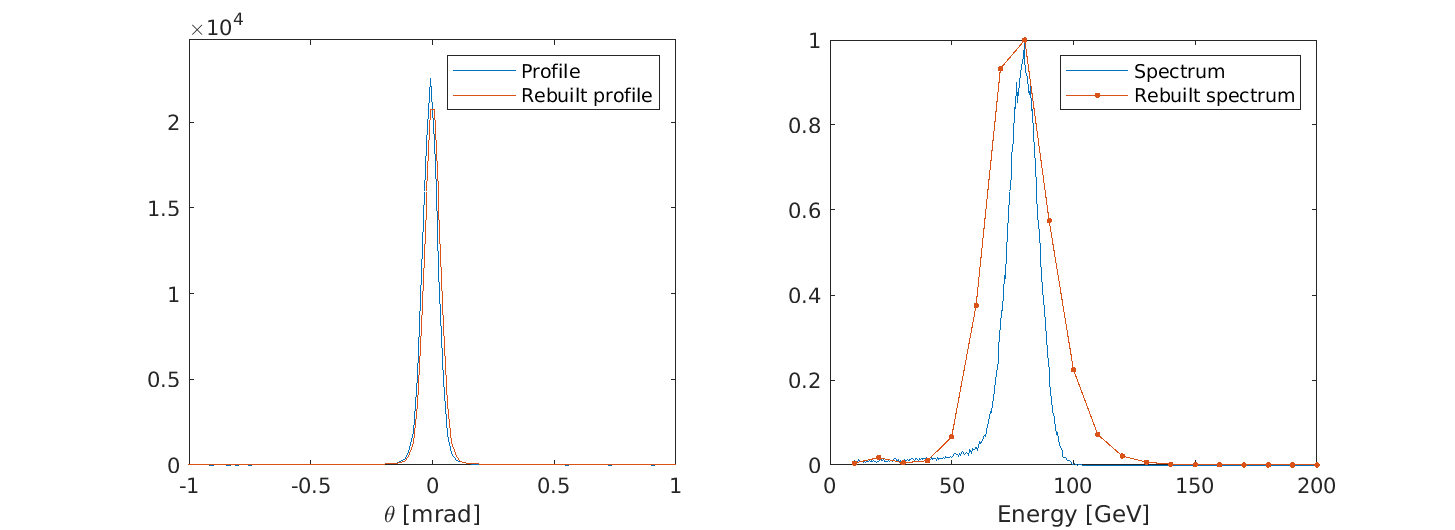 ×10⁴
Profile
Rebuilt profile
2
1.5
1
0.5
0
-1 -0.5 0 0.5 1
θ [mrad]
1
Spectrum
Rebuilt spectrum
0.8
0.6
0.4
0.2
0
0 50 100 150 200
Energy [GeV]